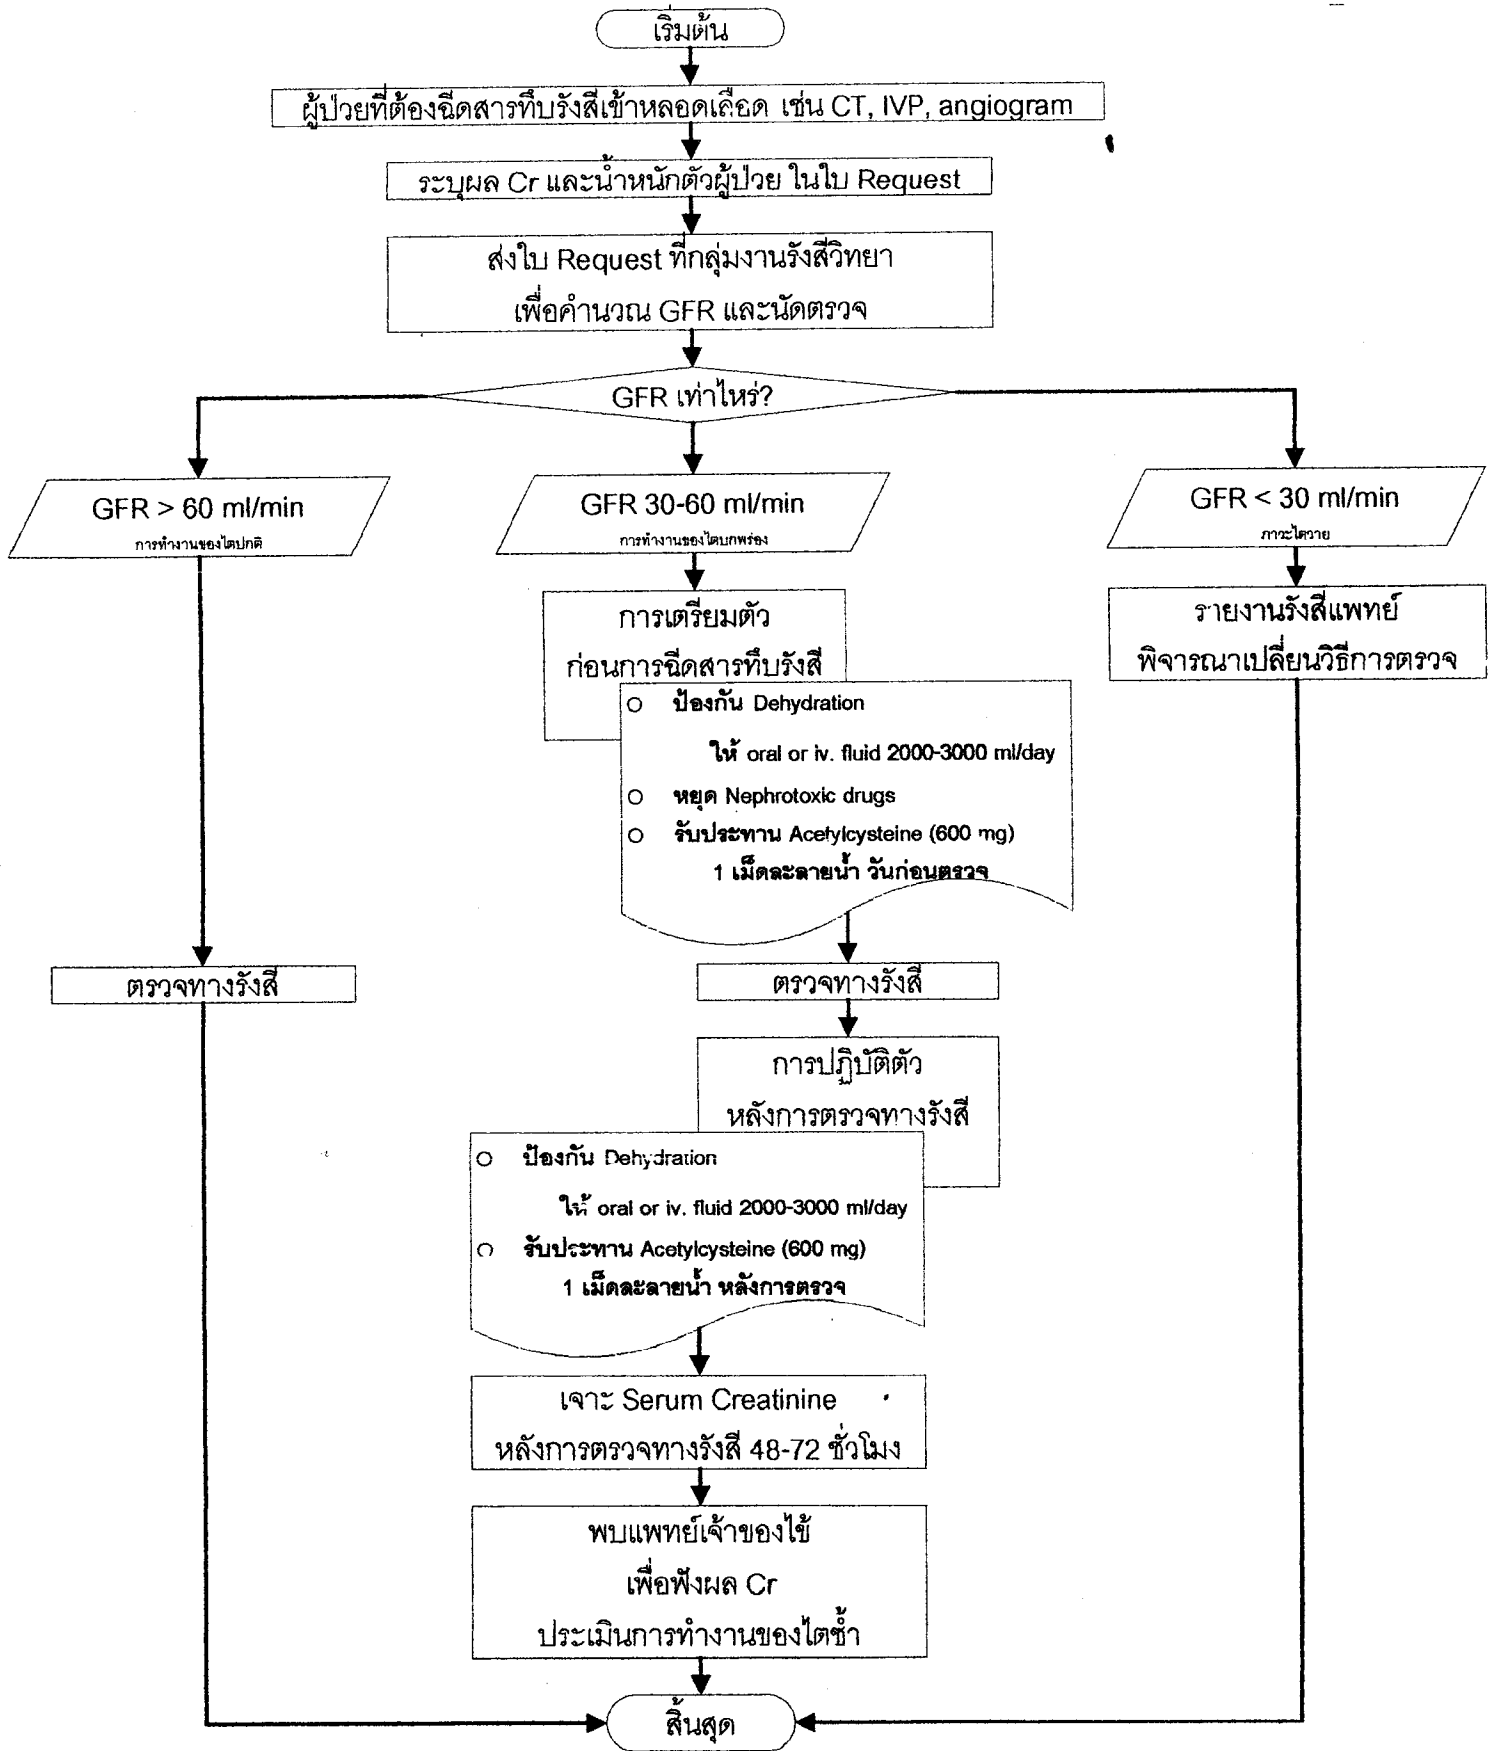 เริ่มต้น
ผู้ป่วยที่ต้องฉีดสารทึบรังสีเข้าหลอดเลือด เช่น CT, IVP, angiogram
ระบุผล Cr และน้ำหนักตัวผู้ป่วย ในใบ Request
ส่งใบ Request ที่กลุ่มงานรังสีวิทยา
เพื่อคำนวณ GFR และนัดตรวจ
GFR เท่าไหร่?
GFR > 60 ml/min
การทำงานของไตปกติ
GFR 30-60 ml/min
การทำงานของไตบกพร่อง
GFR < 30 ml/min
ภาวะไตวาย
การเตรียมตัว
ก่อนการฉีดสารทึบรังสี
รายงานรังสีแพทย์
พิจารณาเปลี่ยนวิธีการตรวจ
ป้องกัน Dehydration
ให้ oral or iv. fluid 2000-3000 ml/day
หยุด Nephrotoxic drugs
รับประทาน Acetylcysteine (600 mg)
1 เม็ดละลายน้ำ วันก่อนตรวจ
ตรวจทางรังสี
ตรวจทางรังสี
การปฏิบัติตัว
หลังการตรวจทางรังสี
ป้องกัน Dehydration
ให้ oral or iv. fluid 2000-3000 ml/day
รับประทาน Acetylcysteine (600 mg)
1 เม็ดละลายน้ำ หลังการตรวจ
เจาะ Serum Creatinine
หลังการตรวจทางรังสี 48-72 ชั่วโมง
พบแพทย์เจ้าของไข้
เพื่อฟังผล Cr
ประเมินการทำงานของไตซ้ำ
สิ้นสุด